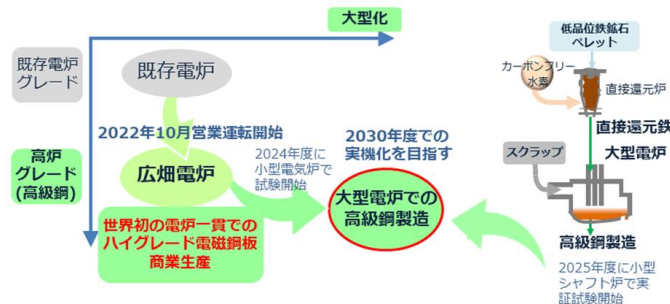 大型化
既存電炉
グレード
高炉
グレード
(高級鋼)
既存電炉
2022年10月営業運転開始
広畑電炉
世界初の電炉一貫での
ハイグレード電磁鋼板
商業生産
2024年度に
小型電気炉で
試験開始
2030年度での
実機化を目指す
大型電炉での
高級鋼製造
低品位鉄鉱石
ペレット
カーボンフリー
水素
直接還元炉
直接還元鉄
大型電炉
スクラップ
高級鋼製造
2025年度に小型
シャフト炉で実
証試験開始